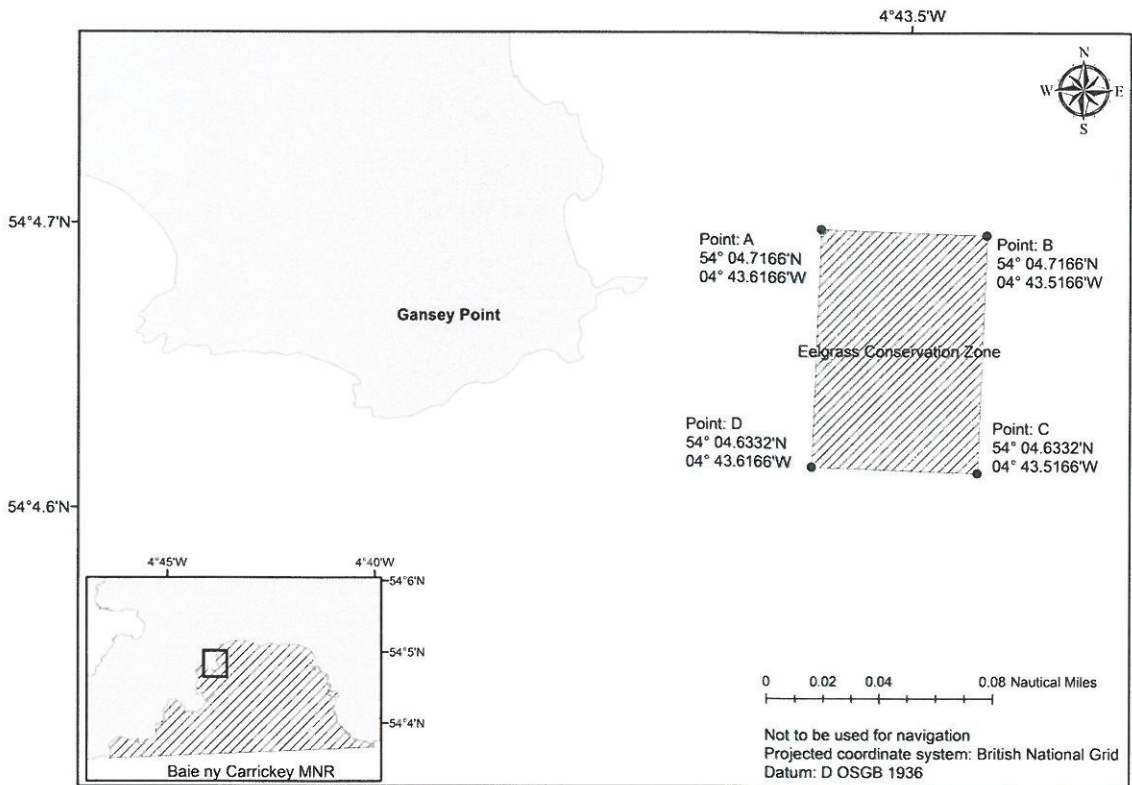 4°43.5'W
N
W E
S
54°4.7'N
Point: A
54° 04.7166'N
04° 43.6166'W
Point: B
54° 04.7166'N
04° 43.5166'W
Gansey Point
Eelgrass Conservation Zone
Point: D
54° 04.6332'N
04° 43.6166'W
Point: C
54° 04.6332'N
04° 43.5166'W
54°4.6'N
4°45'W
4°40'W
54°6'N
54°5'N
54°4'N
Baie ny Carrickey MNR
0 0.02 0.04 0.08 Nautical Miles
Not to be used for navigation
Projected coordinate system: British National Grid
Datum: D OSGB 1936